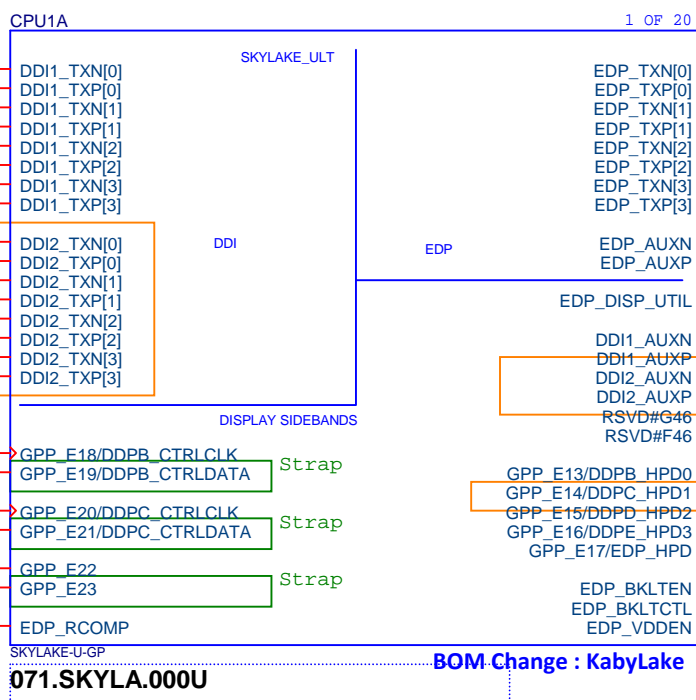 CPU1A
1 OF 20
SKYLAKE_ULT
DDI1_TXN[0]
DDI1_TXP[0]
DDI1_TXN[1]
DDI1_TXP[1]
DDI1_TXN[2]
DDI1_TXP[2]
DDI1_TXN[3]
DDI1_TXP[3]
DDI2_TXN[0]
DDI2_TXP[0]
DDI2_TXN[1]
DDI2_TXP[1]
DDI2_TXN[2]
DDI2_TXP[2]
DDI2_TXN[3]
DDI2_TXP[3]
DDI
EDP
EDP_TXN[0]
EDP_TXP[0]
EDP_TXN[1]
EDP_TXP[1]
EDP_TXN[2]
EDP_TXP[2]
EDP_TXN[3]
EDP_TXP[3]
EDP_AUXN
EDP_AUXP
EDP_DISP_UTIL
DDI1_AUXN
DDI1_AUXP
DDI2_AUXN
DDI2_AUXP
RSVD#G46
RSVD#F46
DISPLAY SIDEBANDS
GPP_E18/DDPB_CTRLCLK
GPP_E19/DDPB_CTRLDATA
Strap
GPP_E20/DDPC_CTRLCLK
GPP_E21/DDPC_CTRLDATA
Strap
GPP_E22
GPP_E23
Strap
EDP_RCOMP
GPP_E13/DDPB_HPD0
GPP_E14/DDPC_HPD1
GPP_E15/DDPD_HPD2
GPP_E16/DDPE_HPD3
GPP_E17/EDP_HPD
EDP_BKLTEN
EDP_BKLTCTL
EDP_VDDEN
SKYLAKE-U-GP
BOM Change : KabyLake
071.SKYLA.000U